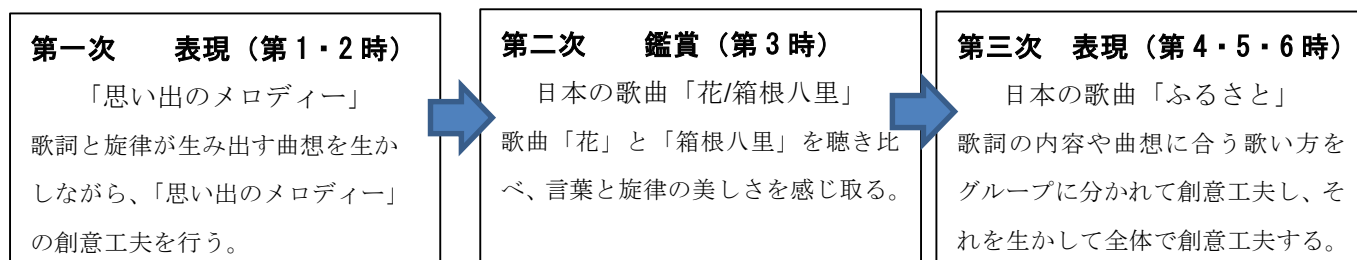 第一次　　表現（第１・２時）
「思い出のメロディー」
歌詞と旋律が生み出す曲想を生か
しながら、「思い出のメロディー」
の創意工夫を行う。
第二次　　鑑賞（第３時）
日本の歌曲「花/箱根八里」
歌曲「花」と「箱根八里」を聴き比
べ、言葉と旋律の美しさを感じ取る。
第三次　表現（第４・５・６時）
日本の歌曲「ふるさと」
歌詞の内容や曲想に合う歌い方を
グループに分かれて創意工夫し、そ
れを生かして全体で創意工夫する。